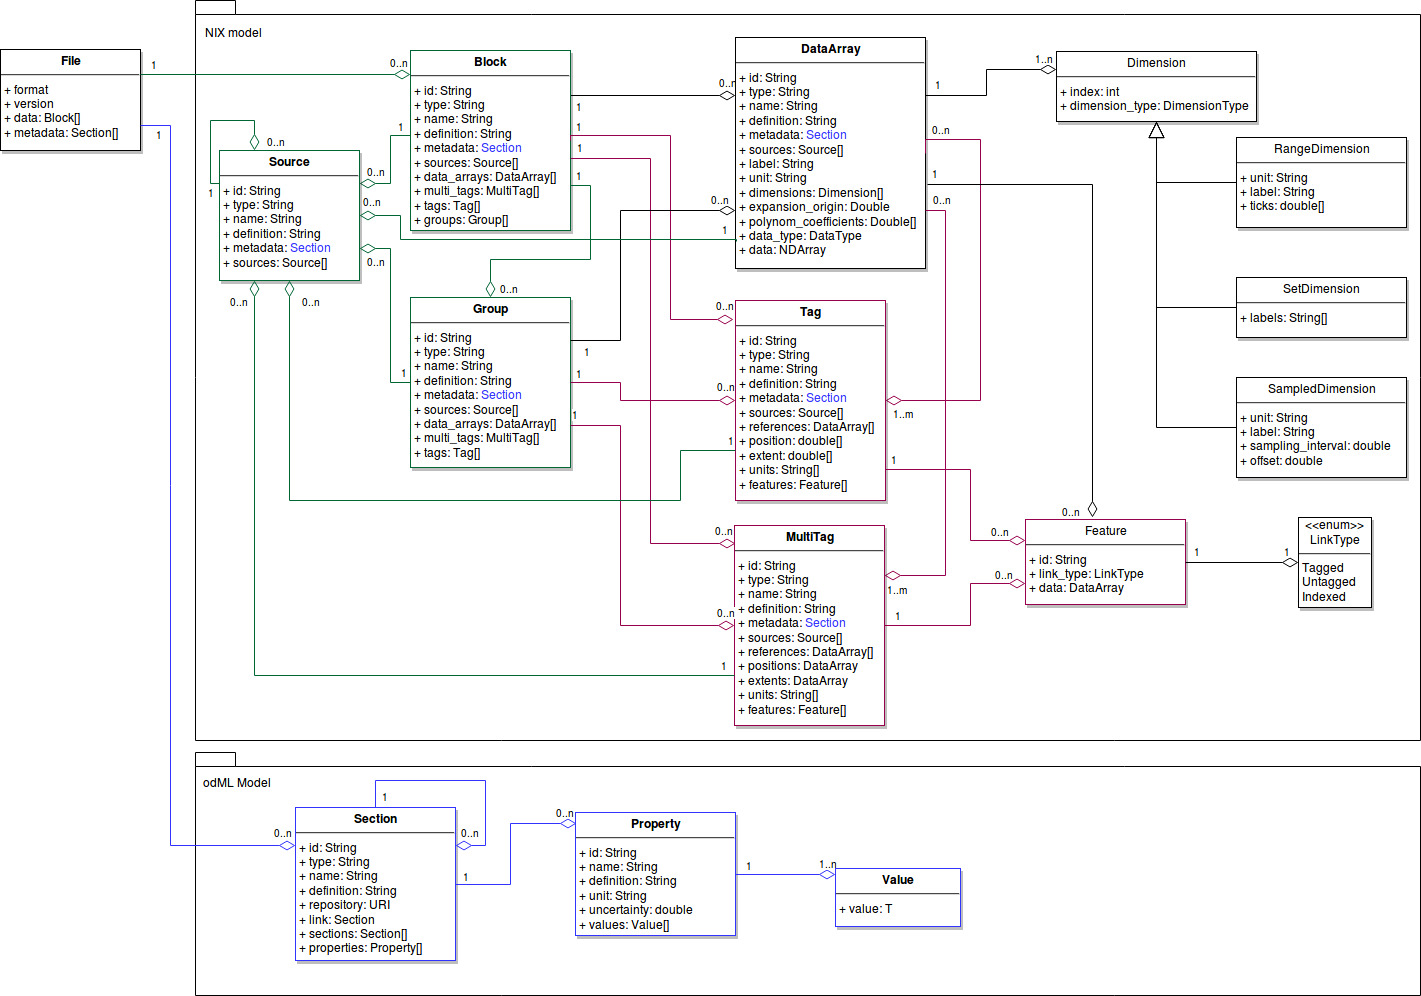 NIX model
File
+ format
+ version
+ data: Block[]
+ metadata: Section[]
1
1
0..n
Block
+ id: String
+ type: String
+ name: String
+ definition: String
+ metadata: Section
+ sources: Source[]
+ data_arrays: DataArray[]
+ multi_tags: MultiTag[]
+ tags: Tag[]
+ groups: Group[]
1
1
1
1
1
0..n
0..n
1
0..n
0..n
0..n
0..n
Source
+ id: String
+ type: String
+ name: String
+ definition: String
+ metadata: Section
+ sources: Source[]
0..n
1
Group
+ id: String
+ type: String
+ name: String
+ definition: String
+ metadata: Section
+ sources: Source[]
+ data_arrays: DataArray[]
+ multi_tags: MultiTag[]
+ tags: Tag[]
1
1
1
0..n
0..n
1
DataArray
+ id: String
+ type: String
+ name: String
+ definition: String
+ metadata: Section
+ sources: Source[]
+ label: String
+ unit: String
+ dimensions: Dimension[]
+ expansion_origin: Double
+ polynom_coefficients: Double[]
+ data_type: DataType
+ data: NDArray
1
0..n
1
0..n
1..n
Dimension
+ index: int
+ dimension_type: DimensionType
RangeDimension
+ unit: String
+ label: String
+ ticks: double[]
SetDimension
+ labels: String[]
SampledDimension
+ unit: String
+ label: String
+ sampling_interval: double
+ offset: double
0..n
0..n
1
Tag
+ id: String
+ type: String
+ name: String
+ definition: String
+ metadata: Section
+ sources: Source[]
+ references: DataArray[]
+ position: double[]
+ extent: double[]
+ units: String[]
+ features: Feature[]
1..m
1
0..n
0..n
1
MultiTag
+ id: String
+ type: String
+ name: String
+ definition: String
+ metadata: Section
+ sources: Source[]
+ references: DataArray[]
+ positions: DataArray
+ extents: DataArray
+ units: String[]
+ features: Feature[]
1..m
1
0..n
0..n
0..n
Feature
+ id: String
+ link_type: LinkType
+ data: DataArray
1
1
<<enum>>
LinkType
Tagged
Untagged
Indexed
odML Model
0..n
1
0..n
Section
+ id: String
+ type: String
+ name: String
+ definition: String
+ repository: URI
+ link: Section
+ sections: Section[]
+ properties: Property[]
1
0..n
Property
+ id: String
+ name: String
+ definition: String
+ unit: String
+ uncertainty: double
+ values: Value[]
1
1..n
Value
+ value: T